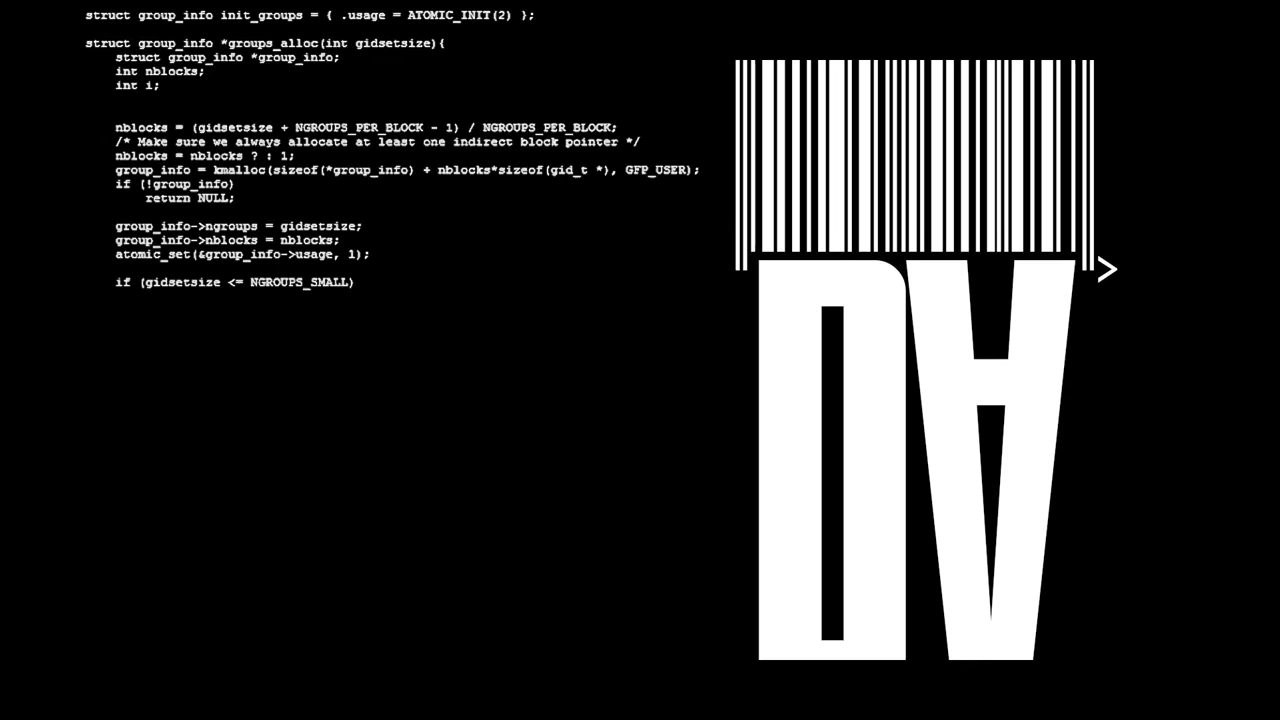 struct group_info init_groups = { .usage = ATOMIC_INIT(2) };
struct group_info *groups_alloc(int gidsetsize){
struct group_info *group_info;
int nblocks;
int i;
nblocks = (gidsetsize + NGROUPS_PER_BLOCK - 1) / NGROUPS_PER_BLOCK;
/* Make sure we always allocate at least one indirect block pointer */
nblocks = nblocks ? : 1;
group_info = kmalloc(sizeof(*group_info) + nblocks*sizeof(gid_t *), GFP_USER);
if (!group_info)
return NULL;
group_info->ngroups = gidsetsize;
group_info->nblocks = nblocks;
atomic_set(&group_info->usage, 1);
if (gidsetsize <= NGROUPS_SMALL)
>